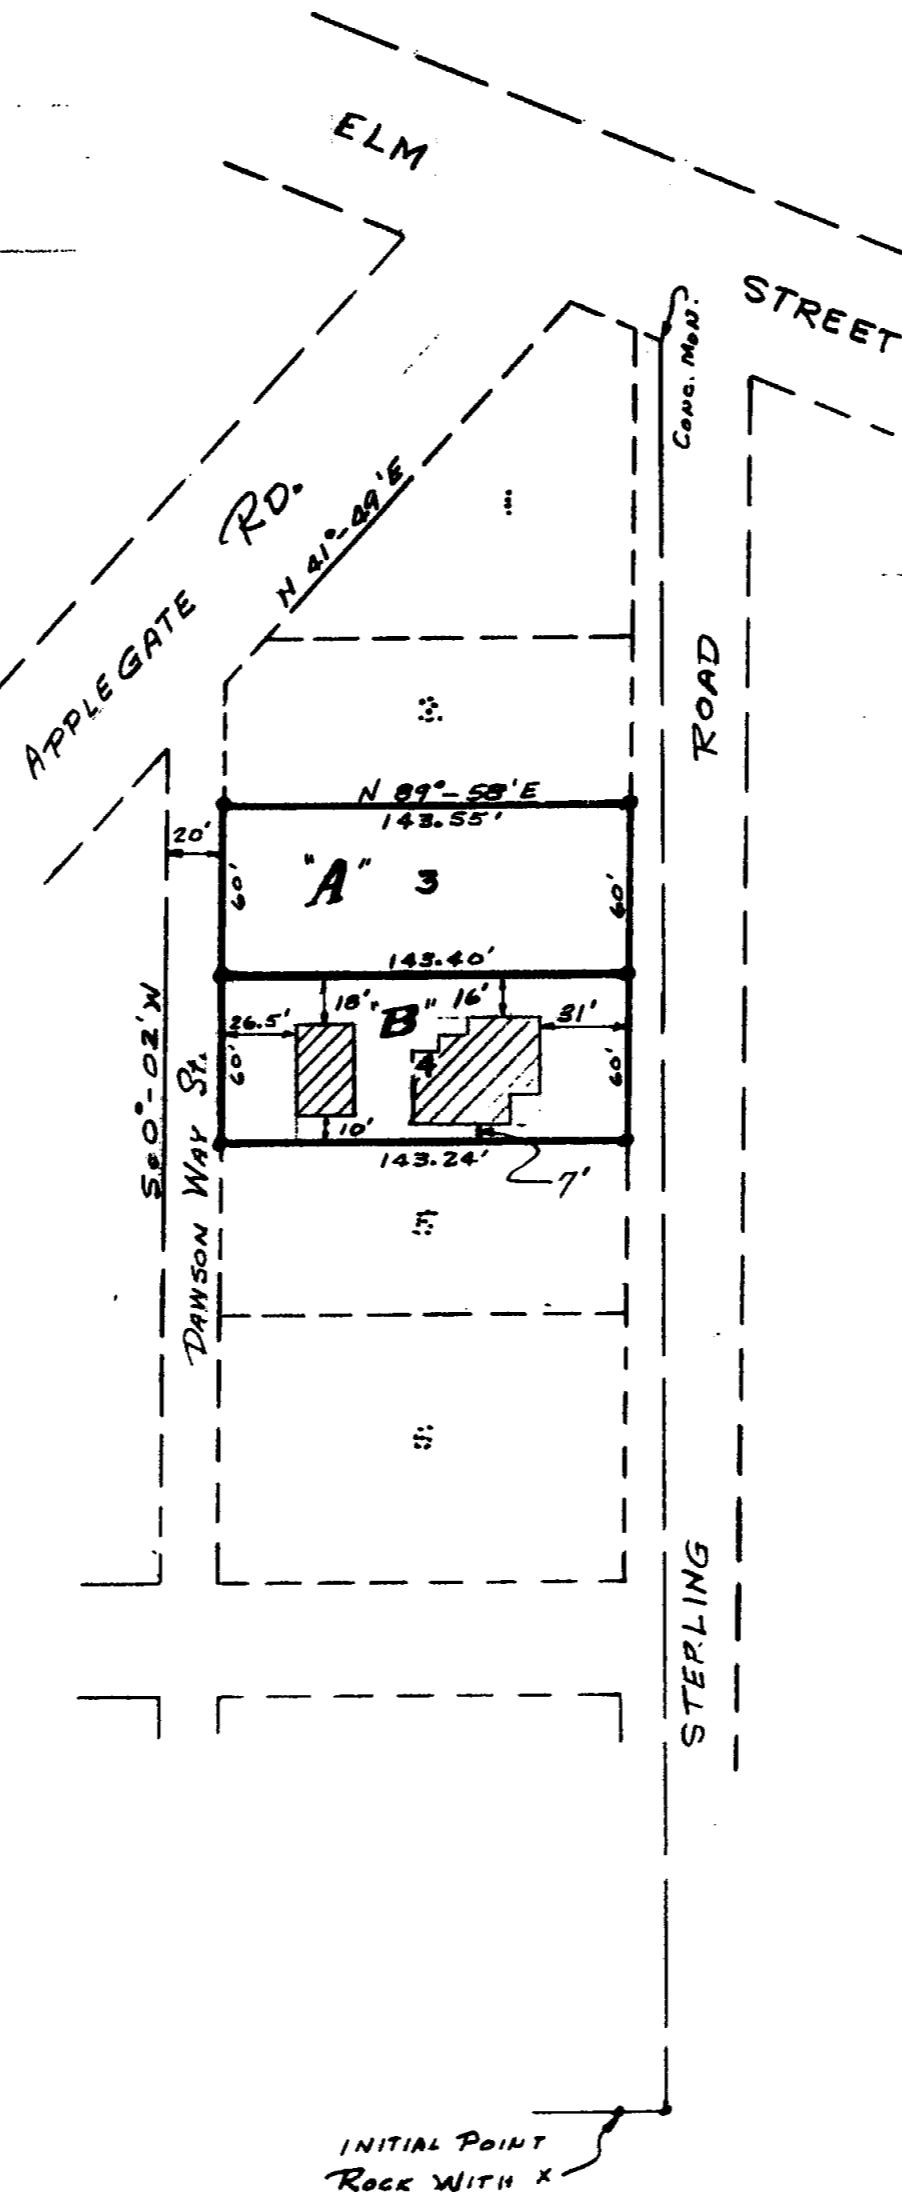 ELM
STREET
CONC. MON.
APPLEGATE RD.
N 41°-49'E
ROAD
N 89°-58'E
143.55'
20'
60'
"A" 3
60'
143.40'
18'
"B"
16'
26.5'
31'
60'
4
60'
10'
143.24'
7'
S 0°-02'W
DAWSON WAY St.
STERLING
INITIAL POINT
ROCK WITH X